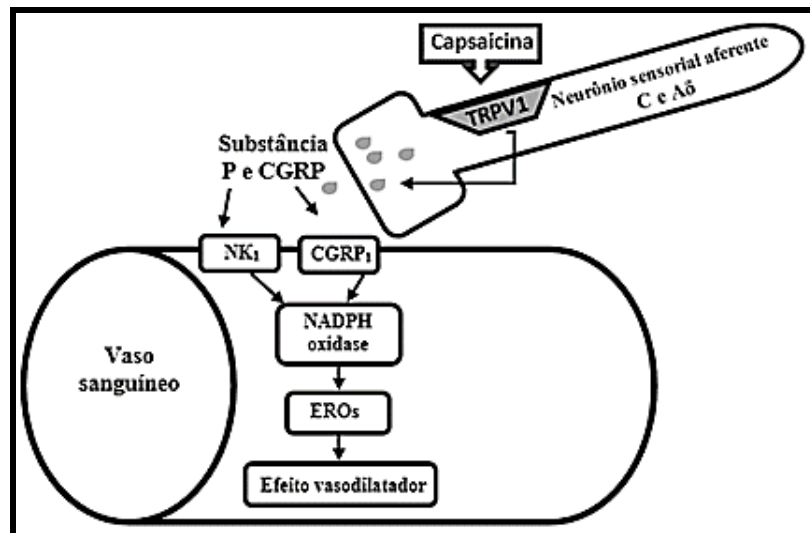 Capsaicina
TRPV1
Neurônio sensorial aferente
C e Aδ
Substância
P e CGRP
NK₁
CGRP₁
NADPH
oxidase
Vaso
sanguíneo
EROs
Efeito vasodilatador